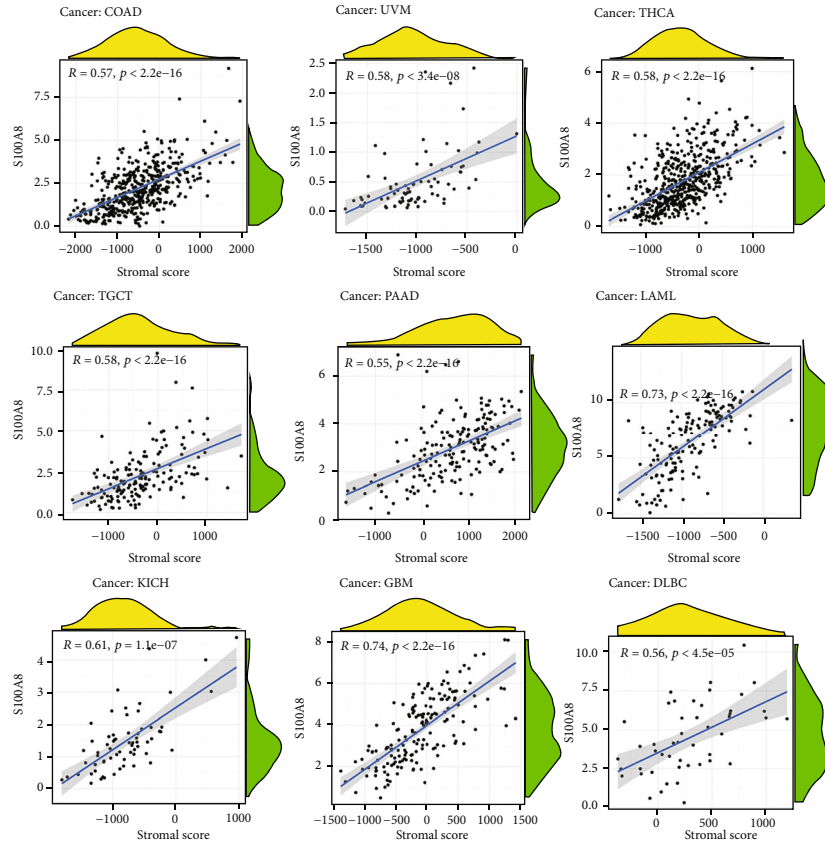 Cancer: COAD
R = 0.57, p < 2.2e−16
S100A8
7.5
5.0
2.5
0.0
−2000 −1000 0 1000 2000
Stromal score
Cancer: UVM
R = 0.58, p < 3.4e−08
S100A8
2.5
2.0
1.5
1.0
0.5
0.0
−1500 −1000 −500 0
Stromal score
Cancer: THCA
R = 0.58, p < 2.2e−16
S100A8
6
4
2
0
−1000 0 1000
Stromal score
Cancer: TGCT
R = 0.58, p < 2.2e−16
S100A8
10.0
7.5
5.0
2.5
0.0
−1000 0 1000
Stromal score
Cancer: PAAD
R = 0.55, p < 2.2e−16
S100A8
6
4
2
0
−1000 0 1000 2000
Stromal score
Cancer: LAML
R = 0.73, p < 2.2e−16
S100A8
10
5
0
−1500 −1000 −500 0
Stromal score
Cancer: KICH
R = 0.61, p = 1.1e−07
S100A8
4
3
2
1
0
−1000 0 1000
Stromal score
Cancer: GBM
R = 0.74, p < 2.2e−16
S100A8
8
6
4
2
−1500 −1000 −500 0 500 1000 1500
Stromal score
Cancer: DLBC
R = 0.56, p < 4.5e−05
S100A8
10.0
7.5
5.0
2.5
0.0
0 500 1000
Stromal score